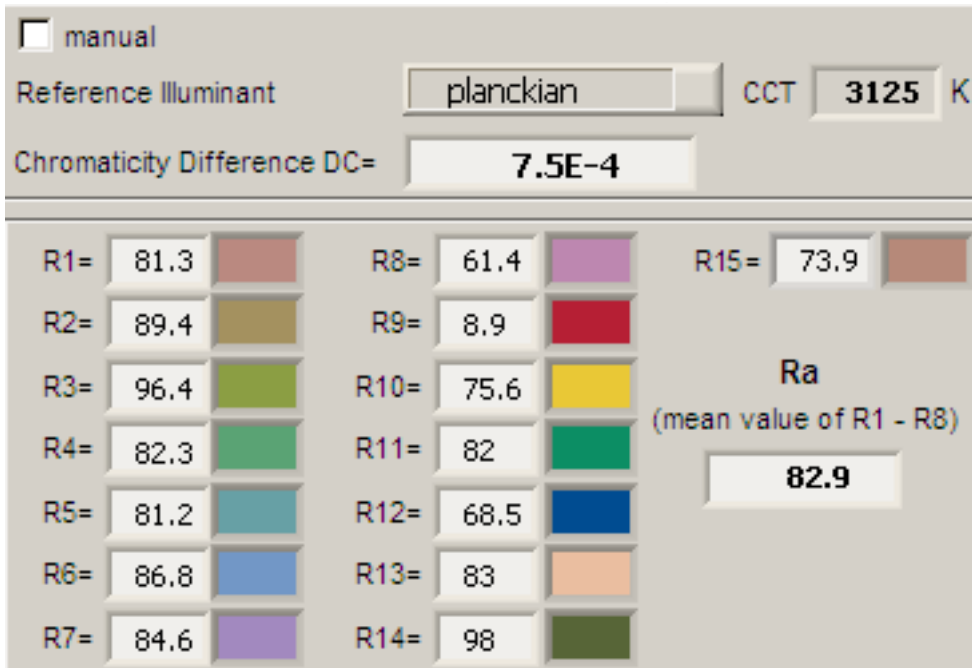 manual
Reference Illuminant planckian CCT 3125 K
Chromaticity Difference DC= 7.5E-4
R1= 81.3 R8= 61.4 R15= 73.9
R2= 89.4 R9= 8.9
R3= 96.4 R10= 75.6 Ra
(mean value of R1 - R8)
R4= 82.3 R11= 82
82.9
R5= 81.2 R12= 68.5
R6= 86.8 R13= 83
R7= 84.6 R14= 98